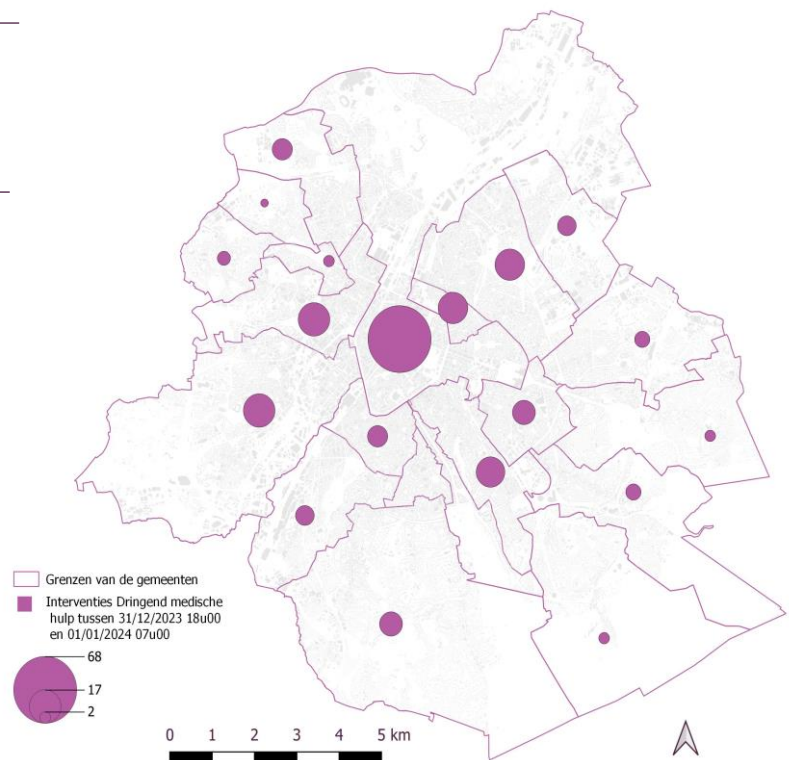 Grenzen van de gemeenten
Interventies Dringend medische
hulp tussen 31/12/2023 18u00
en 01/01/2024 07u00
68
17
2
0 1 2 3 4 5 km